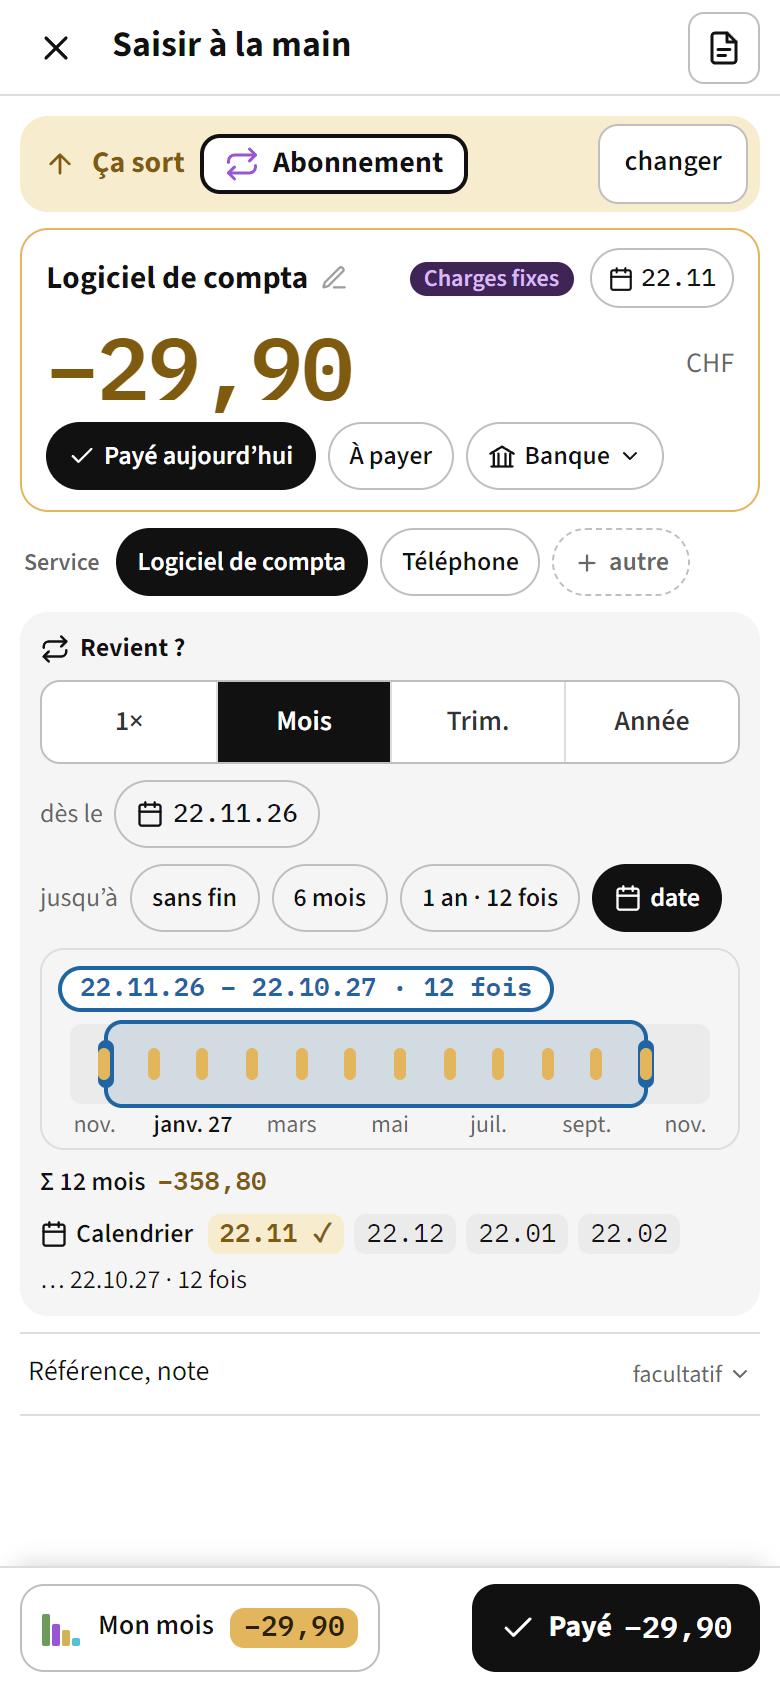 Saisir à la main
Ça sort Abonnement changer
Logiciel de compta Charges fixes 22.11
−29,90 CHF
Payé aujourd’hui À payer Banque
Service Logiciel de compta Téléphone + autre
Revient ?
1× Mois Trim. Année
dès le 22.11.26
jusqu’à sans fin 6 mois 1 an · 12 fois date
22.11.26 – 22.10.27 · 12 fois
nov. janv. 27 mars mai juil. sept. nov.
Σ 12 mois −358,80
Calendrier 22.11 ✓ 22.12 22.01 22.02
… 22.10.27 · 12 fois
Référence, note facultatif
Mon mois −29,90 Payé −29,90